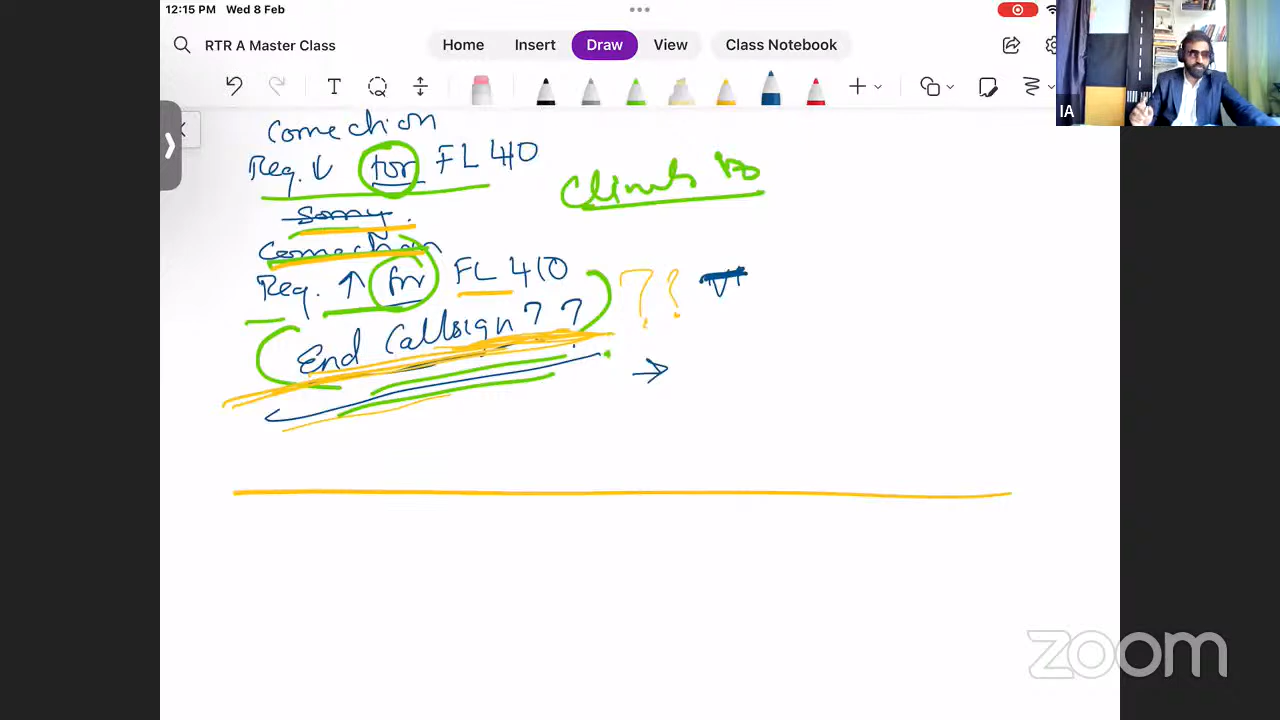 12:15 PM Wed 8 Feb
RTR A Master Class
Home Insert Draw View Class Notebook
IA
Correction
Req. ↓ for FL 410
Climb to
Sorry.
Correction
Req. ↑ for FL 410
??
End Callsign ??
→
zoom